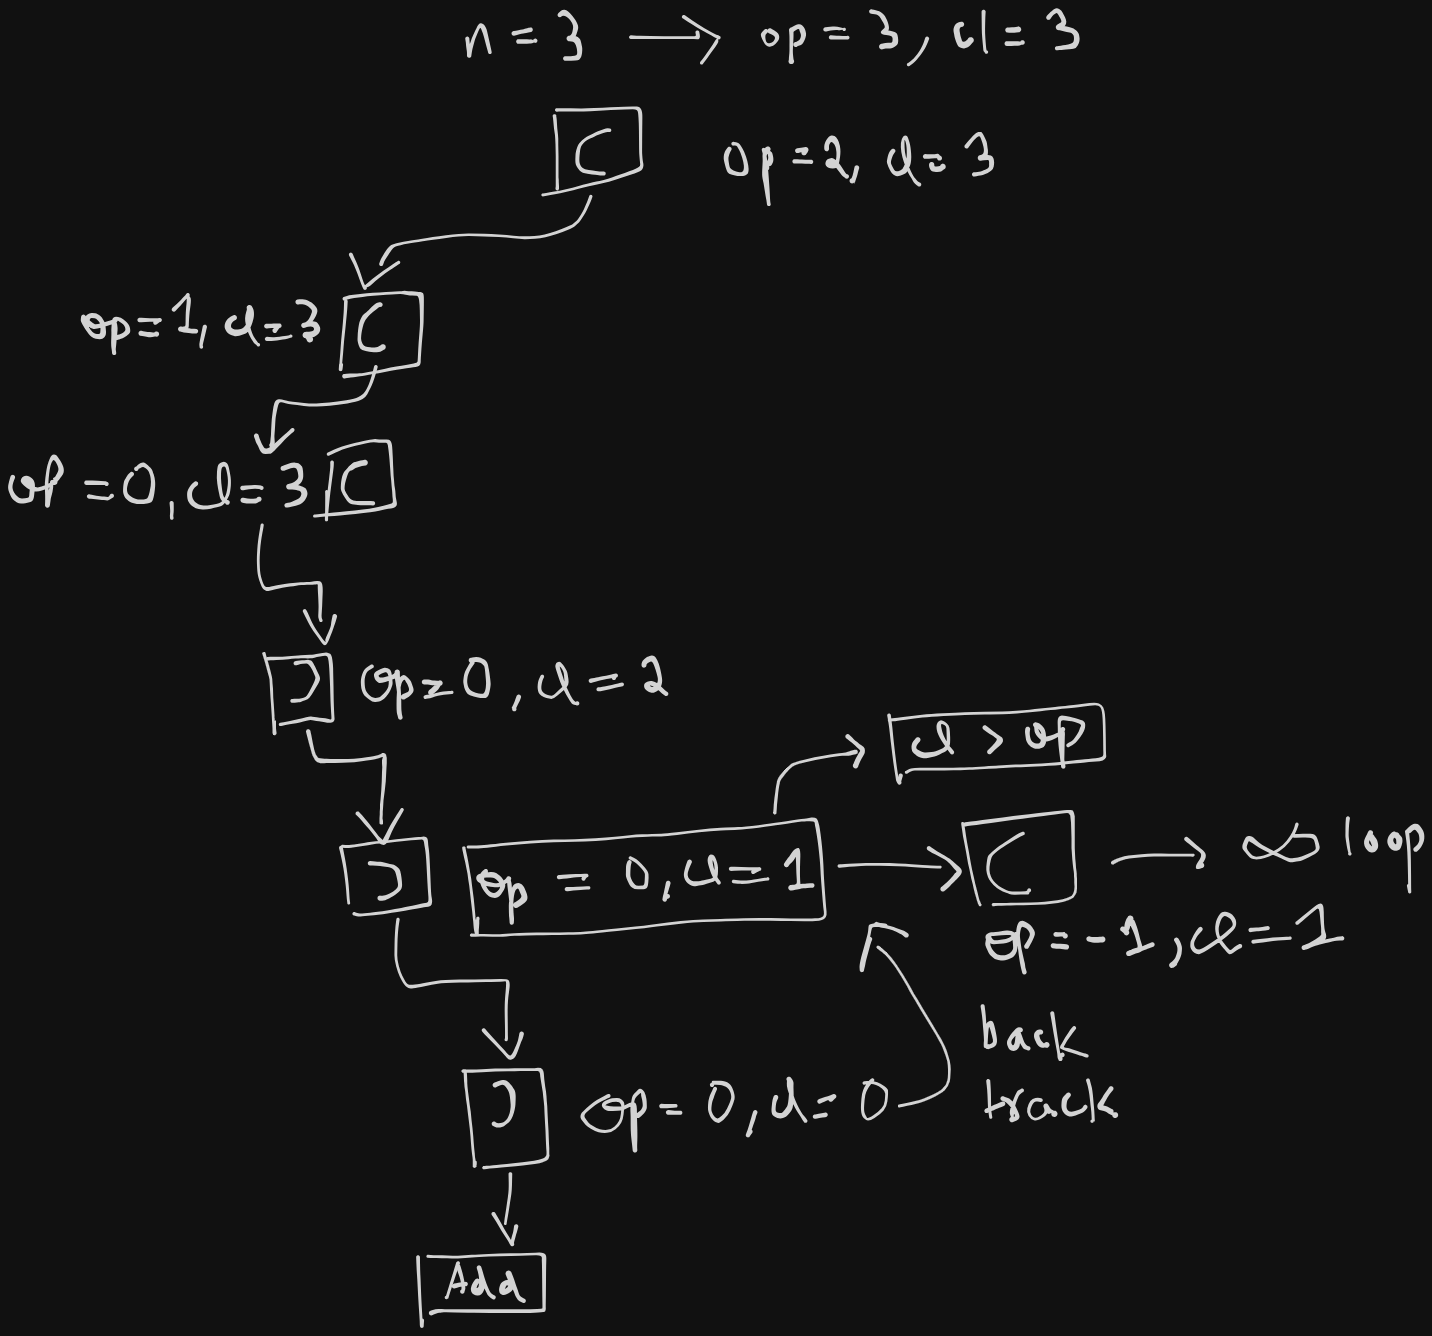 n = 3 → op = 3, cl = 3
( op = 2, cl = 3
op = 1, cl = 3 (
op = 0, cl = 3 (
) op = 0, cl = 2
cl > op
) op = 0, cl = 1 → ( → ∞ loop
op = -1, cl = 1
back
track
) op = 0, cl = 0
Add